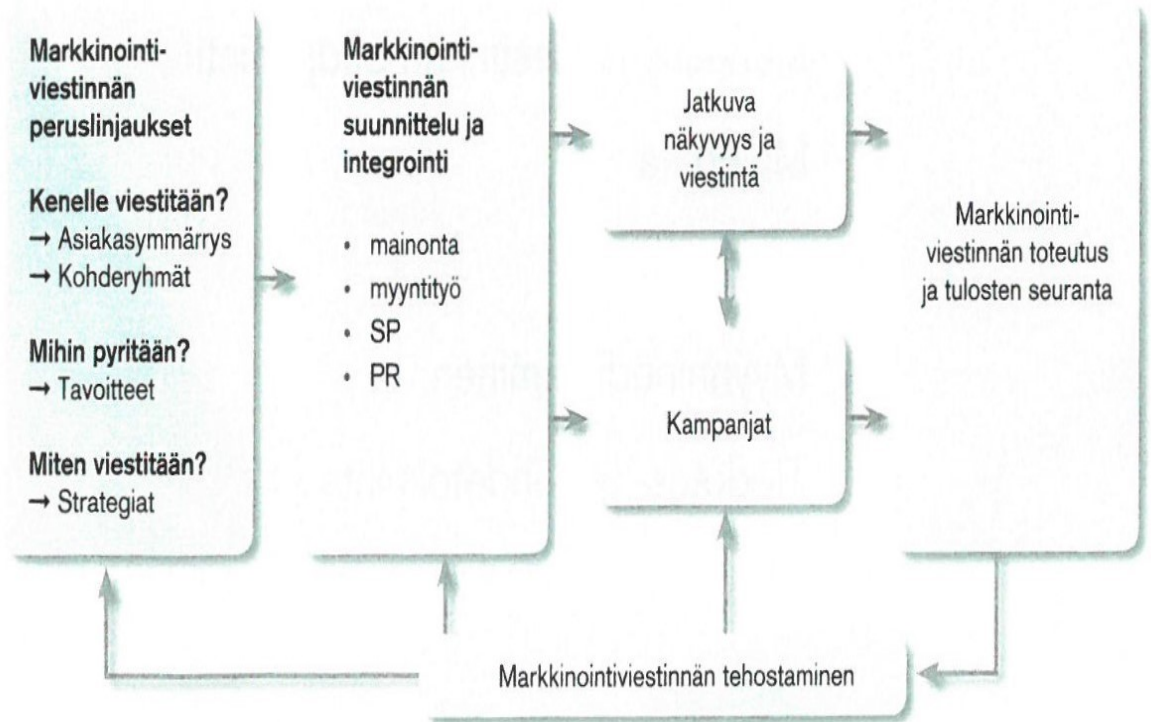 Markkinointi-
viestinnän
peruslinjaukset
Kenelle viestitään?
→ Asiakasymmärrys
→ Kohderyhmät
Mihin pyritään?
→ Tavoitteet
Miten viestitään?
→ Strategiat
Markkinointi-
viestinnän
suunnittelu ja
integrointi
• mainonta
• myyntityö
• SP
• PR
Jatkuva
näkyvyys ja
viestintä
Kampanjat
Markkinointi-
viestinnän toteutus
ja tulosten seuranta
Markkinointiviestinnän tehostaminen